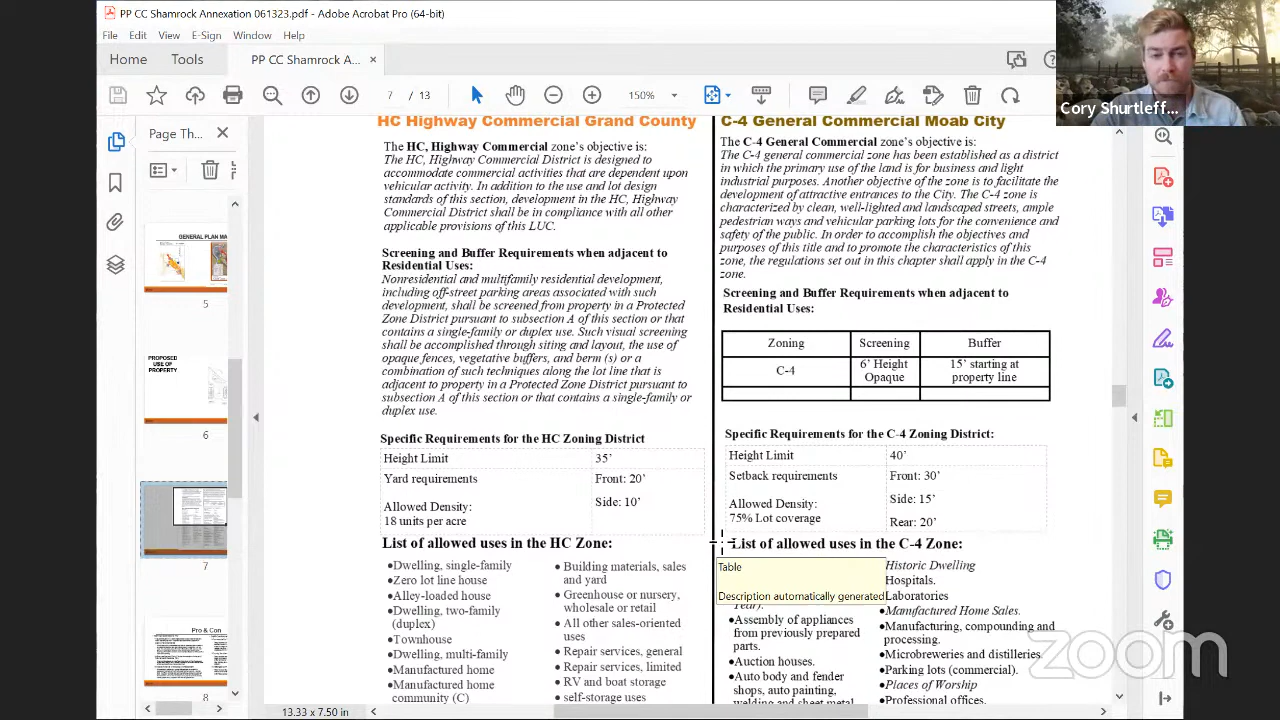 PP CC Shamrock Annexation 061323.pdf - Adobe Acrobat Pro (64-bit)
File Edit View E-Sign Window Help
Home Tools PP CC Shamrock A... ×
7 / 13 150%
Cory Shurtleff...
Page Th...
GENERAL PLAN MA
5
PROPOSED
USE OF
PROPERTY
6
7
Pro & Con
8
HC Highway Commercial Grand County
The HC, Highway Commercial zone's objective is:
The HC, Highway Commercial District is designed to
accommodate commercial activities that are dependent upon
vehicular activity. In addition to the use and lot design
standards of this section, development in the HC, Highway
Commercial District shall be in compliance with all other
applicable provisions of this LUC.
Screening and Buffer Requirements when adjacent to
Residential Uses:
Nonresidential and multifamily residential development,
including off-street parking areas associated with such
development, shall be screened from property in a Protected
Zone District pursuant to subsection A of this section or that
contains a single-family or duplex use. Such visual screening
shall be accomplished through siting and layout, the use of
opaque fences, vegetative buffers, and berm (s) or a
combination of such techniques along the lot line that is
adjacent to property in a Protected Zone District pursuant to
subsection A of this section or that contains a single-family or
duplex use.
Specific Requirements for the HC Zoning District
Height Limit 35’
Yard requirements Front: 20’
Side: 10’
Allowed Density:
18 units per acre
List of allowed uses in the HC Zone:
•Dwelling, single-family
•Zero lot line house
•Alley-loaded house
•Dwelling, two-family
(duplex)
•Townhouse
•Dwelling, multi-family
•Manufactured home
•Manufactured home
community (C)
•Building materials, sales
and yard
•Greenhouse or nursery,
wholesale or retail
•All other sales-oriented
uses
•Repair services, general
•Repair services, limited
•RV and boat storage
•self-storage uses
C-4 General Commercial Moab City
The C-4 General Commercial zone's objective is:
The C-4 general commercial zone has been established as a district
in which the primary use of the land is for business and light
industrial purposes. Another objective of the zone is to facilitate the
development of attractive entrances to the City. The C-4 zone is
characterized by clean, well-lighted and landscaped streets, ample
pedestrian ways and vehicular parking lots for the convenience and
safety of the public. In order to accomplish the objectives and
purposes of this title and to promote the characteristics of this
zone, the regulations set out in this chapter shall apply in the C-4
zone.
Screening and Buffer Requirements when adjacent to
Residential Uses:
Zoning Screening Buffer
C-4 6’ Height Opaque 15’ starting at property line
Specific Requirements for the C-4 Zoning District:
Height Limit 40’
Setback requirements Front: 30’
Side: 15’
Allowed Density:
75% Lot coverage
Rear: 20’
List of allowed uses in the C-4 Zone:
Table
Description automatically generated
Year).
•Assembly of appliances
from previously prepared
parts.
•Auction houses.
•Auto body and fender
shops, auto painting,
welding and sheet metal
Historic Dwelling
Hospitals.
Laboratories
•Manufactured Home Sales.
•Manufacturing, compounding and
processing.
•Microbreweries and distilleries
•Parking lots (commercial).
•Places of Worship
•Professional offices.
13.33 x 7.50 in
zoom